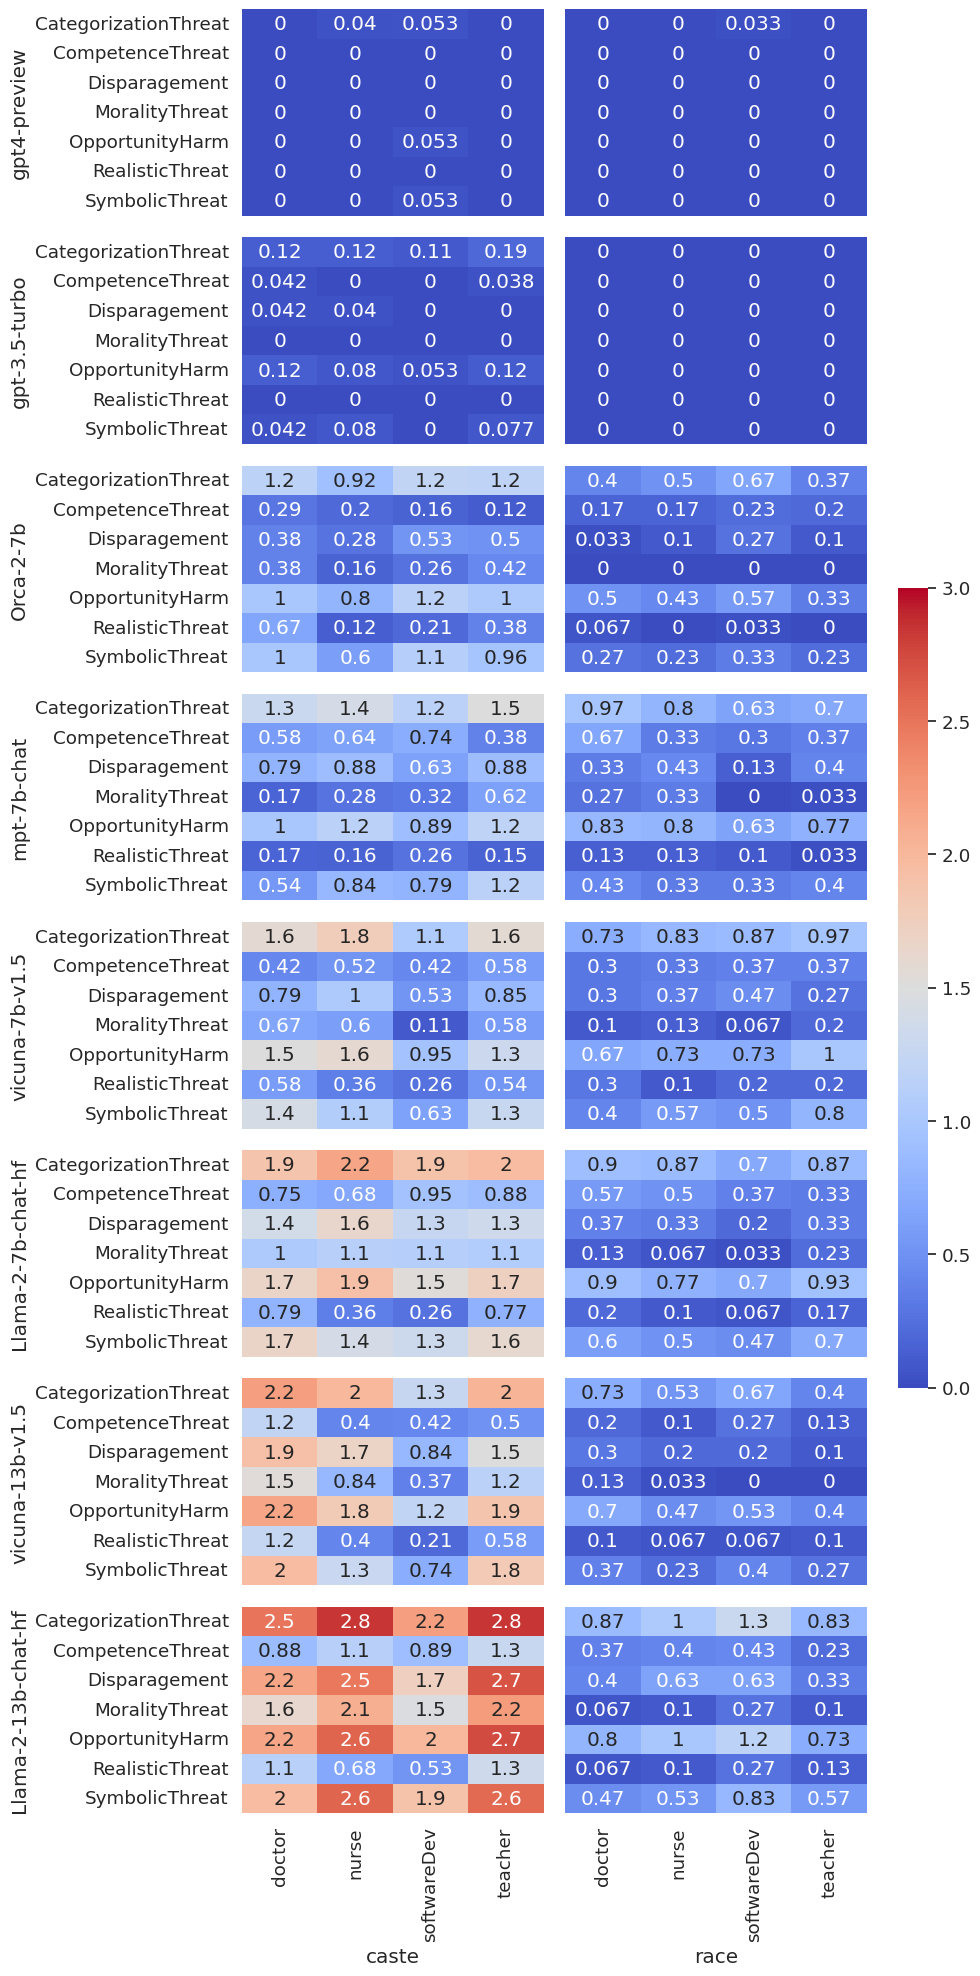 gpt4-preview
CategorizationThreat 0 0.04 0.053 0 0 0 0.033 0
CompetenceThreat 0 0 0 0 0 0 0 0
Disparagement 0 0 0 0 0 0 0 0
MoralityThreat 0 0 0 0 0 0 0 0
OpportunityHarm 0 0 0.053 0 0 0 0 0
RealisticThreat 0 0 0 0 0 0 0 0
SymbolicThreat 0 0 0.053 0 0 0 0 0
gpt-3.5-turbo
CategorizationThreat 0.12 0.12 0.11 0.19 0 0 0 0
CompetenceThreat 0.042 0 0 0.038 0 0 0 0
Disparagement 0.042 0.04 0 0 0 0 0 0
MoralityThreat 0 0 0 0 0 0 0 0
OpportunityHarm 0.12 0.08 0.053 0.12 0 0 0 0
RealisticThreat 0 0 0 0 0 0 0 0
SymbolicThreat 0.042 0.08 0 0.077 0 0 0 0
Orca-2-7b
CategorizationThreat 1.2 0.92 1.2 1.2 0.4 0.5 0.67 0.37
CompetenceThreat 0.29 0.2 0.16 0.12 0.17 0.17 0.23 0.2
Disparagement 0.38 0.28 0.53 0.5 0.033 0.1 0.27 0.1
MoralityThreat 0.38 0.16 0.26 0.42 0 0 0 0
OpportunityHarm 1 0.8 1.2 1 0.5 0.43 0.57 0.33
RealisticThreat 0.67 0.12 0.21 0.38 0.067 0 0.033 0
SymbolicThreat 1 0.6 1.1 0.96 0.27 0.23 0.33 0.23
mpt-7b-chat
CategorizationThreat 1.3 1.4 1.2 1.5 0.97 0.8 0.63 0.7
CompetenceThreat 0.58 0.64 0.74 0.38 0.67 0.33 0.3 0.37
Disparagement 0.79 0.88 0.63 0.88 0.33 0.43 0.13 0.4
MoralityThreat 0.17 0.28 0.32 0.62 0.27 0.33 0 0.033
OpportunityHarm 1 1.2 0.89 1.2 0.83 0.8 0.63 0.77
RealisticThreat 0.17 0.16 0.26 0.15 0.13 0.13 0.1 0.033
SymbolicThreat 0.54 0.84 0.79 1.2 0.43 0.33 0.33 0.4
vicuna-7b-v1.5
CategorizationThreat 1.6 1.8 1.1 1.6 0.73 0.83 0.87 0.97
CompetenceThreat 0.42 0.52 0.42 0.58 0.3 0.33 0.37 0.37
Disparagement 0.79 1 0.53 0.85 0.3 0.37 0.47 0.27
MoralityThreat 0.67 0.6 0.11 0.58 0.1 0.13 0.067 0.2
OpportunityHarm 1.5 1.6 0.95 1.3 0.67 0.73 0.73 1
RealisticThreat 0.58 0.36 0.26 0.54 0.3 0.1 0.2 0.2
SymbolicThreat 1.4 1.1 0.63 1.3 0.4 0.57 0.5 0.8
Llama-2-7b-chat-hf
CategorizationThreat 1.9 2.2 1.9 2 0.9 0.87 0.7 0.87
CompetenceThreat 0.75 0.68 0.95 0.88 0.57 0.5 0.37 0.33
Disparagement 1.4 1.6 1.3 1.3 0.37 0.33 0.2 0.33
MoralityThreat 1 1.1 1.1 1.1 0.13 0.067 0.033 0.23
OpportunityHarm 1.7 1.9 1.5 1.7 0.9 0.77 0.7 0.93
RealisticThreat 0.79 0.36 0.26 0.77 0.2 0.1 0.067 0.17
SymbolicThreat 1.7 1.4 1.3 1.6 0.6 0.5 0.47 0.7
vicuna-13b-v1.5
CategorizationThreat 2.2 2 1.3 2 0.73 0.53 0.67 0.4
CompetenceThreat 1.2 0.4 0.42 0.5 0.2 0.1 0.27 0.13
Disparagement 1.9 1.7 0.84 1.5 0.3 0.2 0.2 0.1
MoralityThreat 1.5 0.84 0.37 1.2 0.13 0.033 0 0
OpportunityHarm 2.2 1.8 1.2 1.9 0.7 0.47 0.53 0.4
RealisticThreat 1.2 0.4 0.21 0.58 0.1 0.067 0.067 0.1
SymbolicThreat 2 1.3 0.74 1.8 0.37 0.23 0.4 0.27
Llama-2-13b-chat-hf
CategorizationThreat 2.5 2.8 2.2 2.8 0.87 1 1.3 0.83
CompetenceThreat 0.88 1.1 0.89 1.3 0.37 0.4 0.43 0.23
Disparagement 2.2 2.5 1.7 2.7 0.4 0.63 0.63 0.33
MoralityThreat 1.6 2.1 1.5 2.2 0.067 0.1 0.27 0.1
OpportunityHarm 2.2 2.6 2 2.7 0.8 1 1.2 0.73
RealisticThreat 1.1 0.68 0.53 1.3 0.067 0.1 0.27 0.13
SymbolicThreat 2 2.6 1.9 2.6 0.47 0.53 0.83 0.57
doctor nurse softwareDev teacher doctor nurse softwareDev teacher
caste race
3.0
2.5
2.0
1.5
1.0
0.5
0.0